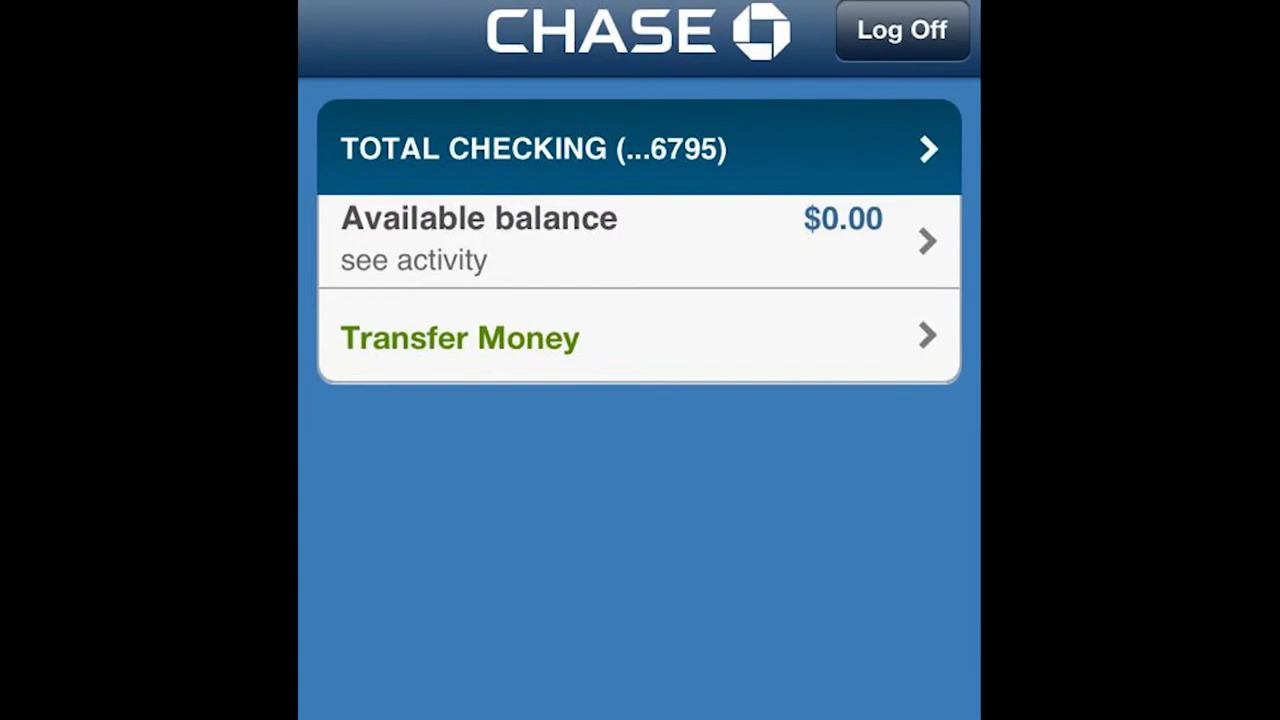 CHASE
Log Off
TOTAL CHECKING (...6795)
Available balance $0.00
see activity
Transfer Money